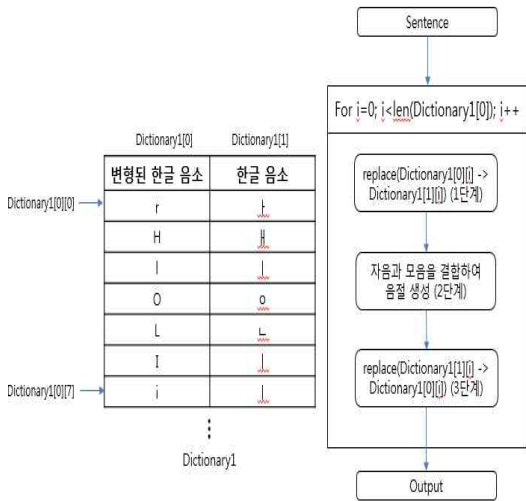 Sentence
For i=0; i<len(Dictionary1[0]); i++
Dictionary1[0]
Dictionary1[1]
변형된 한글 음소
한글 음소
Dictionary1[0][0]
r
ㅏ
H
ㅐ
l
ㅣ
O
ㅇ
L
ㄴ
I
ㅣ
Dictionary1[0][7]
i
ㅣ
Dictionary1
replace(Dictionary1[0][i] ->
Dictionary1[1][i]) (1단계)
자음과 모음을 결합하여
음절 생성 (2단계)
replace(Dictionary1[1][i] ->
Dictionary1[0][i]) (3단계)
Output